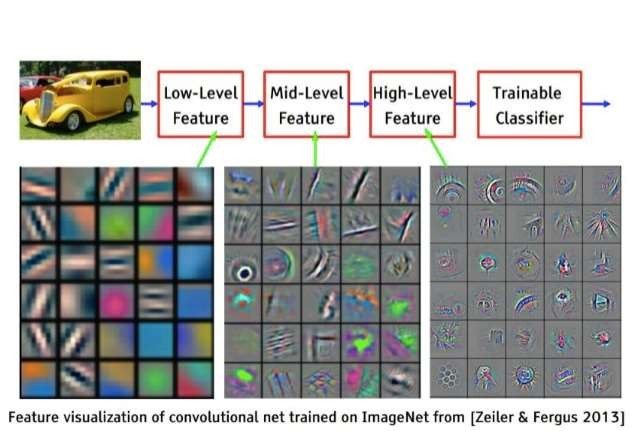 Low-Level
Feature
Mid-Level
Feature
High-Level
Feature
Trainable
Classifier
Feature visualization of convolutional net trained on ImageNet from [Zeiler & Fergus 2013]